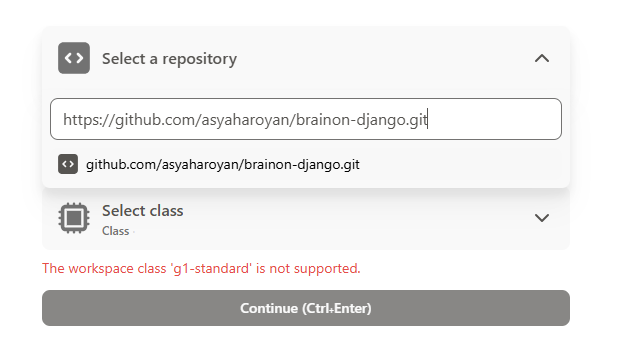 Select a repository
https://github.com/asyaharoyan/brainon-django.git
github.com/asyaharoyan/brainon-django.git
Select class
Class ·
The workspace class 'g1-standard' is not supported.
Continue (Ctrl+Enter)